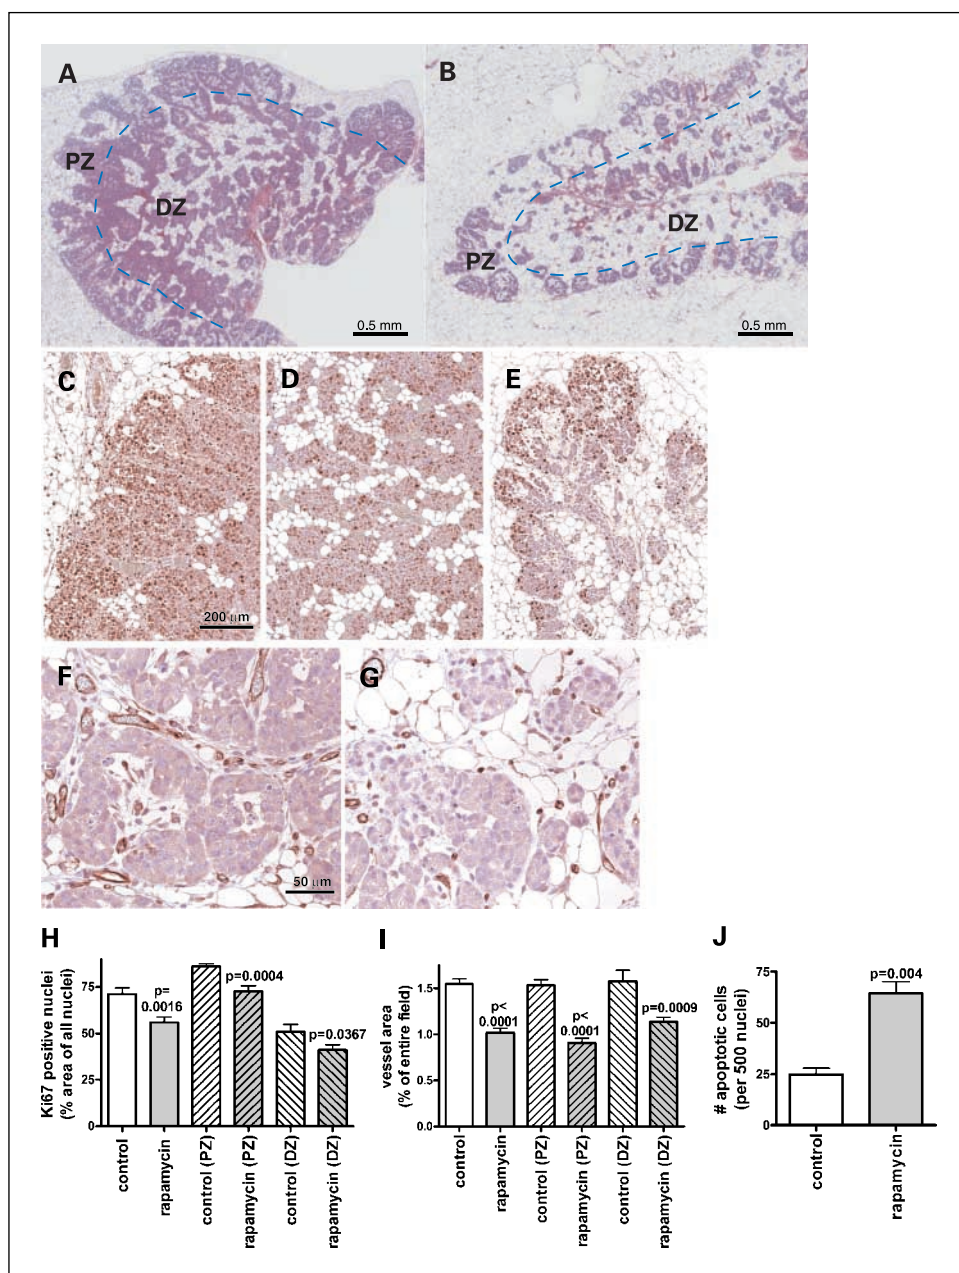 A
B
PZ
DZ
DZ
PZ
0.5 mm
0.5 mm
C
D
E
200 µm
F
G
50 µm
H
I
J
Ki67 positive nuclei
(% area of all nuclei)
75
50
25
0
p=
0.0016
p=0.0004
p=0.0367
control
rapamycin
control (PZ)
rapamycin (PZ)
control (DZ)
rapamycin (DZ)
vessel area
(% of entire field)
1.5
1.0
0.5
0.0
p<
0.0001
p<
0.0001
p=0.0009
control
rapamycin
control (PZ)
rapamycin (PZ)
control (DZ)
rapamycin (DZ)
# apoptotic cells
(per 500 nuclei)
75
50
25
0
p=0.004
control
rapamycin